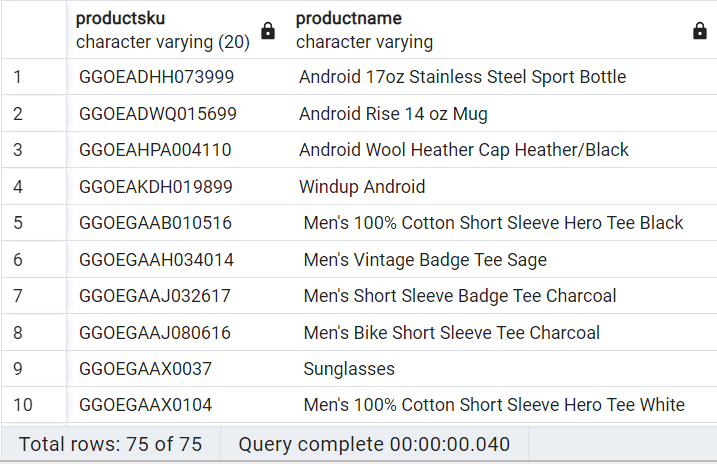 productsku productname
character varying (20) character varying
1 GGOEADHH073999 Android 17oz Stainless Steel Sport Bottle
2 GGOEADWQ015699 Android Rise 14 oz Mug
3 GGOEAHPA004110 Android Wool Heather Cap Heather/Black
4 GGOEAKDH019899 Windup Android
5 GGOEGAAB010516 Men's 100% Cotton Short Sleeve Hero Tee Black
6 GGOEGAAH034014 Men's Vintage Badge Tee Sage
7 GGOEGAAJ032617 Men's Short Sleeve Badge Tee Charcoal
8 GGOEGAAJ080616 Men's Bike Short Sleeve Tee Charcoal
9 GGOEGAAX0037 Sunglasses
10 GGOEGAAX0104 Men's 100% Cotton Short Sleeve Hero Tee White
Total rows: 75 of 75 Query complete 00:00:00.040